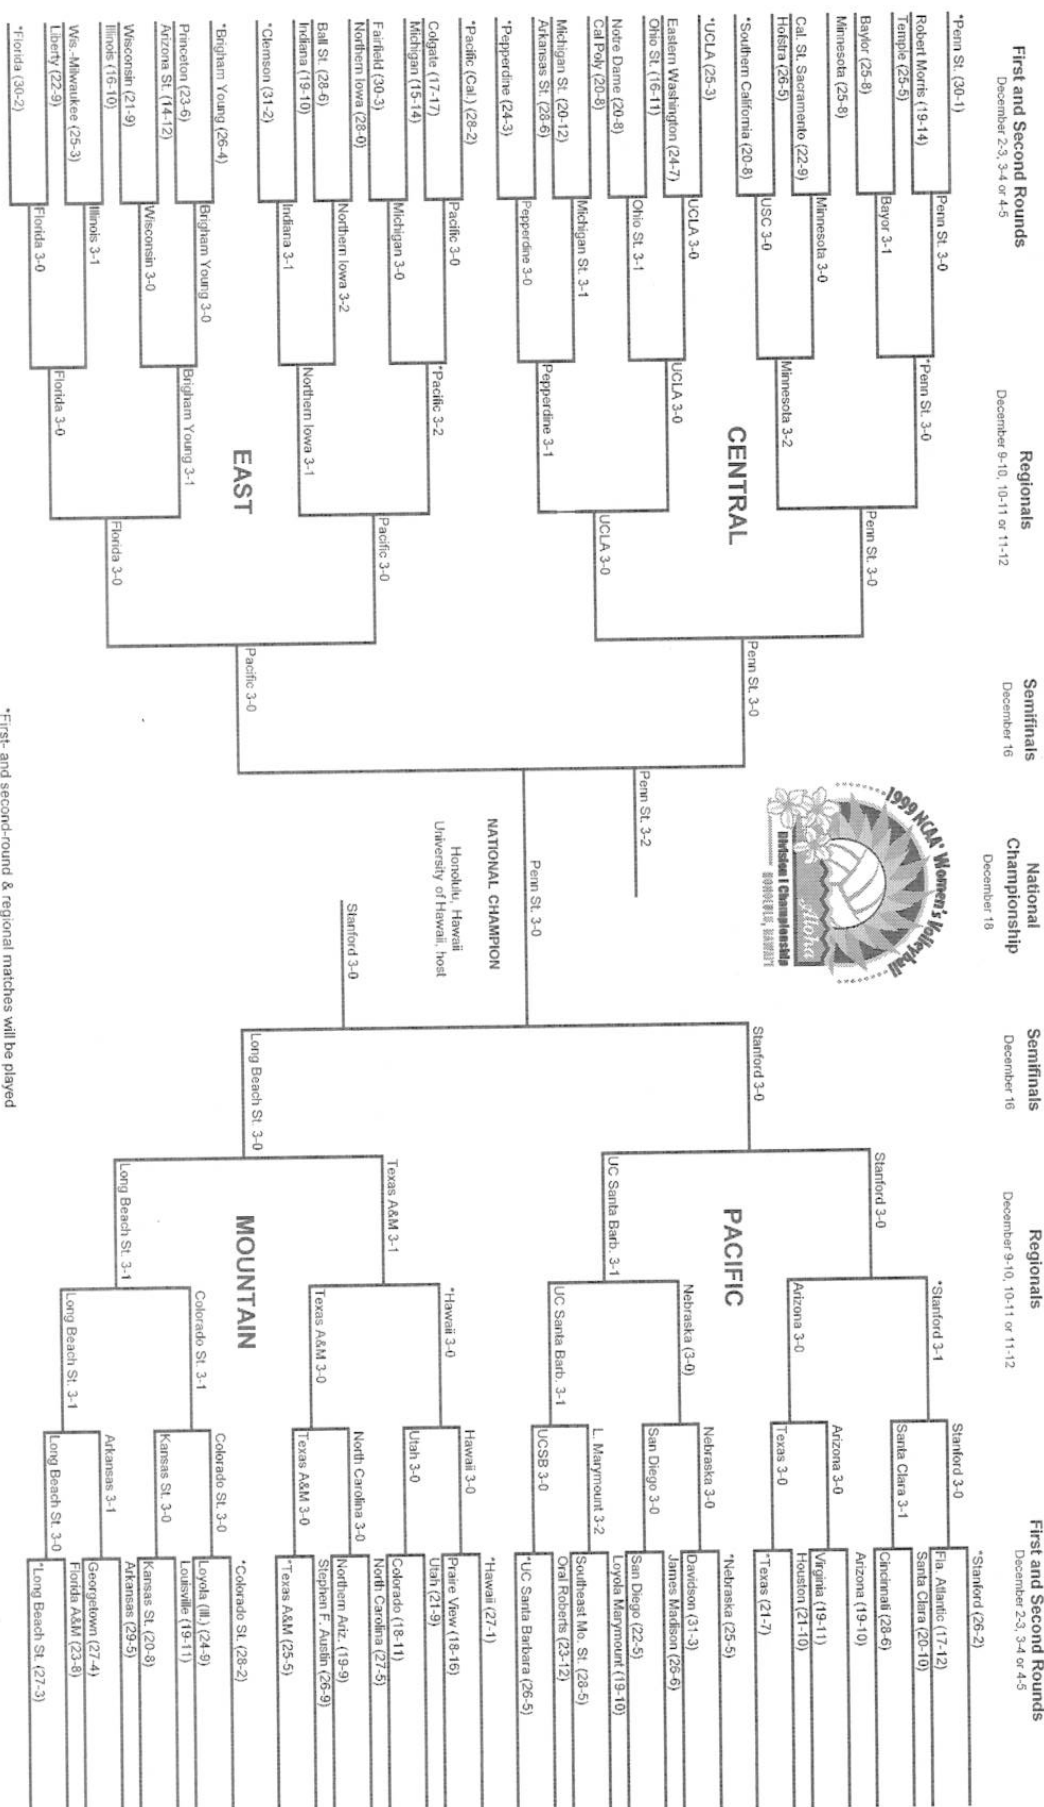 First and Second Rounds
December 2-3, 3-4 or 4-5
Regionals
December 9-10, 10-11 or 11-12
Semifinals
December 16
National
Championship
December 18
Semifinals
December 16
Regionals
December 9-10, 10-11 or 11-12
First and Second Rounds
December 2-3, 3-4 or 4-5
*Penn St. (30-1)
Robert Morris (19-14)
Temple (25-5)
Baylor (25-8)
Minnesota (25-8)
Cal. St. Sacramento (22-9)
Hofstra (26-5)
*Southern California (20-8)
*UCLA (25-3)
Eastern Washington (24-7)
Ohio St. (16-11)
Notre Dame (20-8)
Cal Poly (20-8)
Michigan St. (20-12)
Arkansas St. (28-6)
*Pepperdine (24-3)
*Pacific (Cal.) (28-2)
Colgate (17-17)
Michigan (15-14)
Fairfield (30-3)
Northern Iowa (28-0)
Ball St. (28-6)
Indiana (19-10)
*Clemson (31-2)
*Brigham Young (26-4)
Princeton (23-6)
Arizona St. (14-12)
Wisconsin (21-9)
Illinois (16-10)
Wis.-Milwaukee (25-3)
Liberty (22-9)
*Florida (30-2)
Penn St. 3-0
Bayor 3-1
Minnesota 3-0
USC 3-0
UCLA 3-0
Ohio St. 3-1
Michigan St. 3-1
Pepperdine 3-0
Pacific 3-0
Michigan 3-0
Northern Iowa 3-2
Indiana 3-1
Brigham Young 3-0
Wisconsin 3-0
Illinois 3-1
Florida 3-0
*Penn St. 3-0
Minnesota 3-2
UCLA 3-0
Pepperdine 3-1
*Pacific 3-2
Northern Iowa 3-1
Brigham Young 3-1
Florida 3-0
CENTRAL
EAST
Penn St. 3-0
UCLA 3-0
Pacific 3-0
Florida 3-0
Penn St. 3-0
Pacific 3-0
Penn St. 3-2
1999 NCAA® Women's Volleyball
Aloha
Division I Championship
HONOLULU, HAWAI'I
Penn St. 3-0
NATIONAL CHAMPION
Honolulu, Hawaii
University of Hawaii, host
Stanford 3-0
Stanford 3-0
Long Beach St. 3-0
Stanford 3-0
UC Santa Barb. 3-1
Texas A&M 3-1
Long Beach St. 3-1
PACIFIC
MOUNTAIN
*Stanford 3-1
Arizona 3-0
Nebraska (3-0)
UC Santa Barb. 3-1
*Hawaii 3-0
Texas A&M 3-0
Colorado St. 3-1
Long Beach St. 3-1
Stanford 3-0
Santa Clara 3-1
Arizona 3-0
Texas 3-0
Nebraska 3-0
San Diego 3-0
L. Marymount 3-2
UCSB 3-0
Hawaii 3-0
Utah 3-0
North Carolina 3-0
Texas A&M 3-0
Colorado St. 3-0
Kansas St. 3-0
Arkansas 3-1
Long Beach St. 3-0
*Stanford (26-2)
Fla. Atlantic (17-12)
Santa Clara (20-10)
Cincinnati (28-6)
Arizona (19-10)
Virginia (19-11)
Houston (21-10)
*Texas (21-7)
*Nebraska (25-5)
Davidson (31-3)
James Madison (26-6)
San Diego (22-5)
Loyola Marymount (19-10)
Southeast Mo. St. (28-5)
Oral Roberts (23-12)
*UC Santa Barbara (26-5)
*Hawaii (27-1)
Praire View (18-16)
Utah (21-9)
Colorado (18-11)
North Carolina (27-5)
Northern Ariz. (19-9)
Stephen F. Austin (26-9)
*Texas A&M (25-5)
*Colorado St. (28-2)
Loyola (Ill.) (24-9)
Louisville (19-11)
Kansas St. (20-8)
Arkansas (29-5)
Georgetown (27-4)
Florida A&M (23-8)
*Long Beach St. (27-3)
*First- and second-round & regional matches will be played